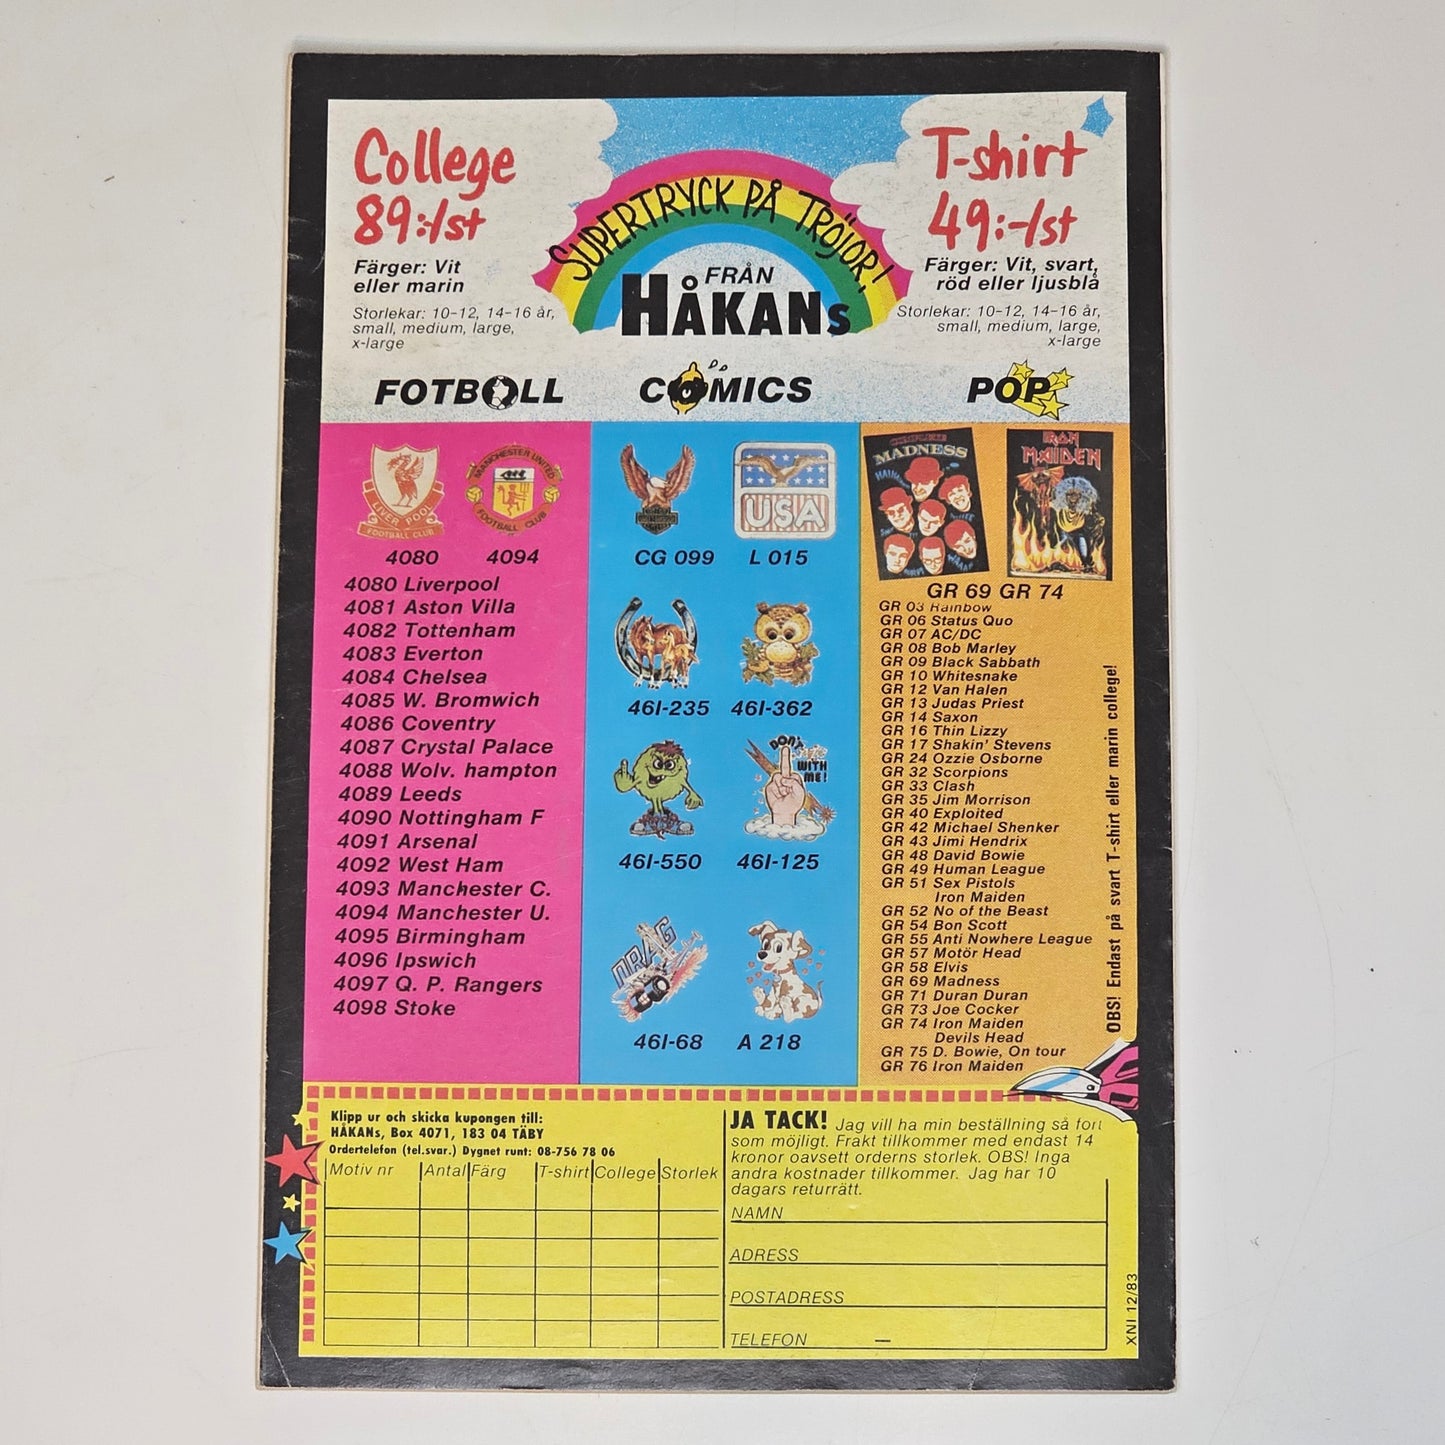 College
89:-/st
Färger: Vit
eller marin
Storlekar: 10-12, 14-16 år,
small, medium, large,
x-large
SUPERTRYCK PÅ TRÖJOR!
FRÅN
HÅKANs
T-shirt
49:-/st
Färger: Vit, svart,
röd eller ljusblå
Storlekar: 10-12, 14-16 år,
small, medium, large,
x-large
FOTBOLL
COMICS
POP
LIVERPOOL
FOOTBALL CLUB
4080
MANCHESTER UNITED
FOOTBALL CLUB
4094
4080 Liverpool
4081 Aston Villa
4082 Tottenham
4083 Everton
4084 Chelsea
4085 W. Bromwich
4086 Coventry
4087 Crystal Palace
4088 Wolv. hampton
4089 Leeds
4090 Nottingham F
4091 Arsenal
4092 West Ham
4093 Manchester C.
4094 Manchester U.
4095 Birmingham
4096 Ipswich
4097 Q. P. Rangers
4098 Stoke
CG 099
USA
L 015
46I-235
46I-362
46I-550
DON'T
WITH
ME!
46I-125
DRAG
46I-68
A 218
COMPLETE
MADNESS
IRON
MAIDEN
GR 69 GR 74
GR 03 Rainbow
GR 06 Status Quo
GR 07 AC/DC
GR 08 Bob Marley
GR 09 Black Sabbath
GR 10 Whitesnake
GR 12 Van Halen
GR 13 Judas Priest
GR 14 Saxon
GR 16 Thin Lizzy
GR 17 Shakin' Stevens
GR 24 Ozzie Osborne
GR 32 Scorpions
GR 33 Clash
GR 35 Jim Morrison
GR 40 Exploited
GR 42 Michael Shenker
GR 43 Jimi Hendrix
GR 48 David Bowie
GR 49 Human League
GR 51 Sex Pistols
Iron Maiden
GR 52 No of the Beast
GR 54 Bon Scott
GR 55 Anti Nowhere League
GR 57 Motör Head
GR 58 Elvis
GR 69 Madness
GR 71 Duran Duran
GR 73 Joe Cocker
GR 74 Iron Maiden
Devils Head
GR 75 D. Bowie, On tour
GR 76 Iron Maiden
OBS! Endast på svart T-shirt eller marin college!
Klipp ur och skicka kupongen till:
HÅKANs, Box 4071, 183 04 TÄBY
Ordertelefon (tel.svar.) Dygnet runt: 08-756 78 06
Motiv nr Antal Färg T-shirt College Storlek
JA TACK! Jag vill ha min beställning så fort
som möjligt. Frakt tillkommer med endast 14
kronor oavsett orderns storlek. OBS! Inga
andra kostnader tillkommer. Jag har 10
dagars returrätt.
NAMN
ADRESS
POSTADRESS
TELEFON –
XNI 12/83